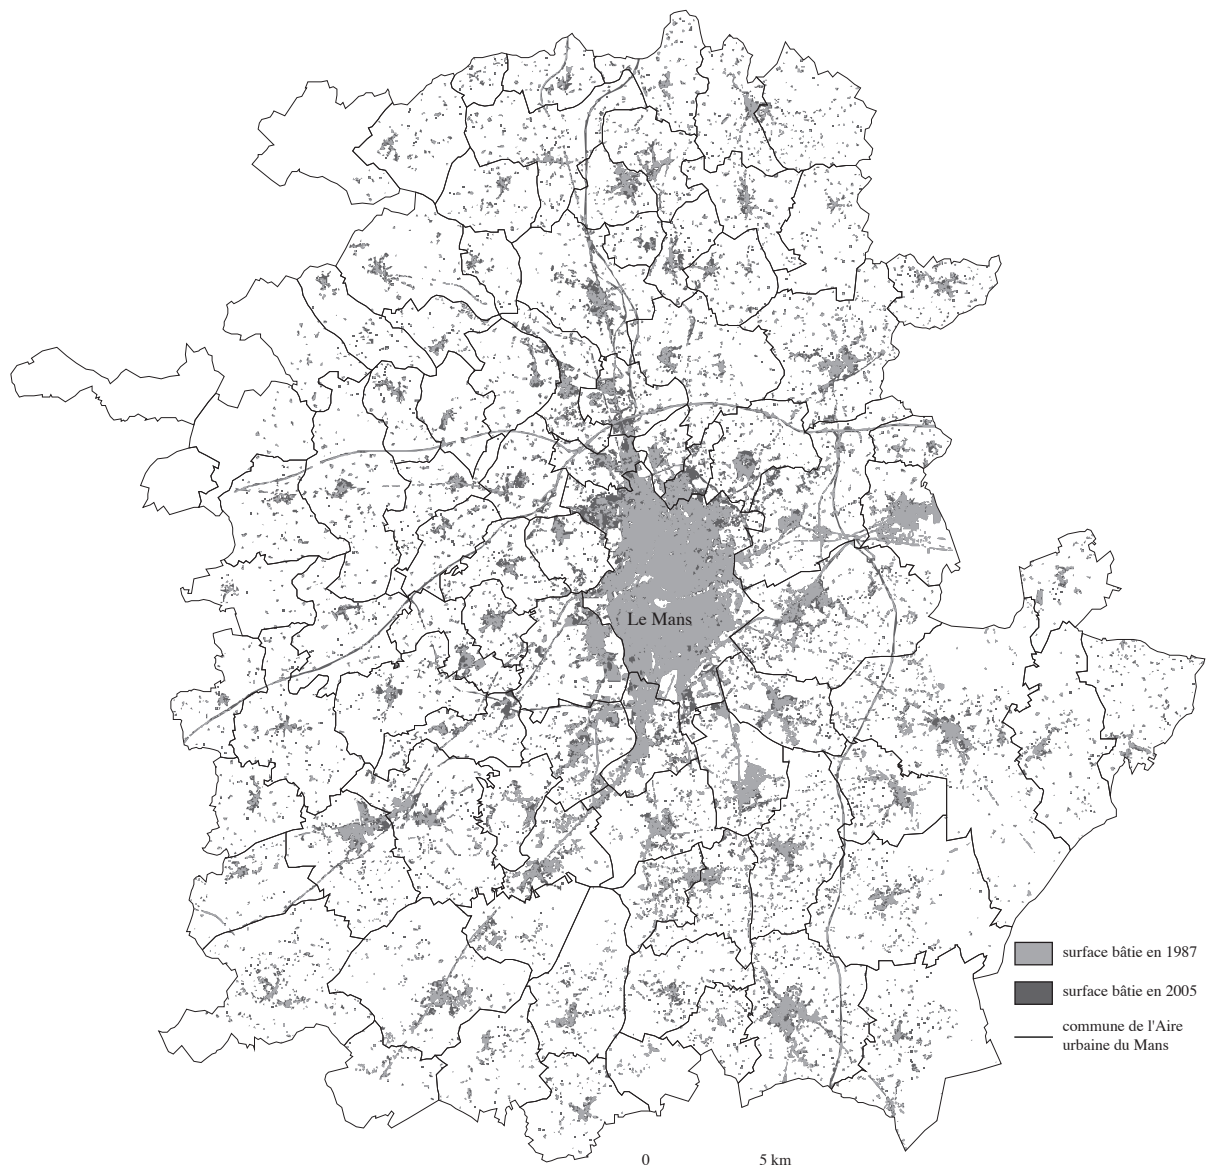 Le Mans
surface bâtie en 1987
surface bâtie en 2005
commune de l'Aire
urbaine du Mans
0 5 km